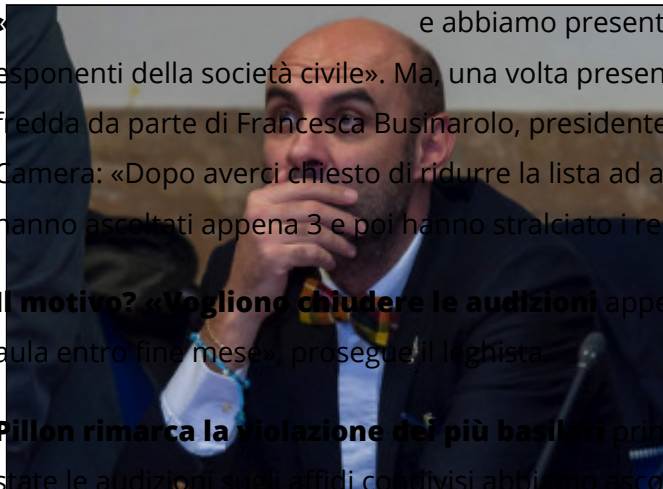 « e abbiamo present
esponenti della società civile». Ma, una volta presen
fredda da parte di Francesca Businarolo, presidente
Camera: «Dopo averci chiesto di ridurre la lista ad a
hanno ascoltati appena 3 e poi hanno stralciato i re
Il motivo? «Vogliono chiudere le audizioni appe
aula entro fine mese», prosegue il leghista.
Pillon rimarca la violazione dei più basilari prin
state le audizioni sugli affidi condivisi abbiamo asco